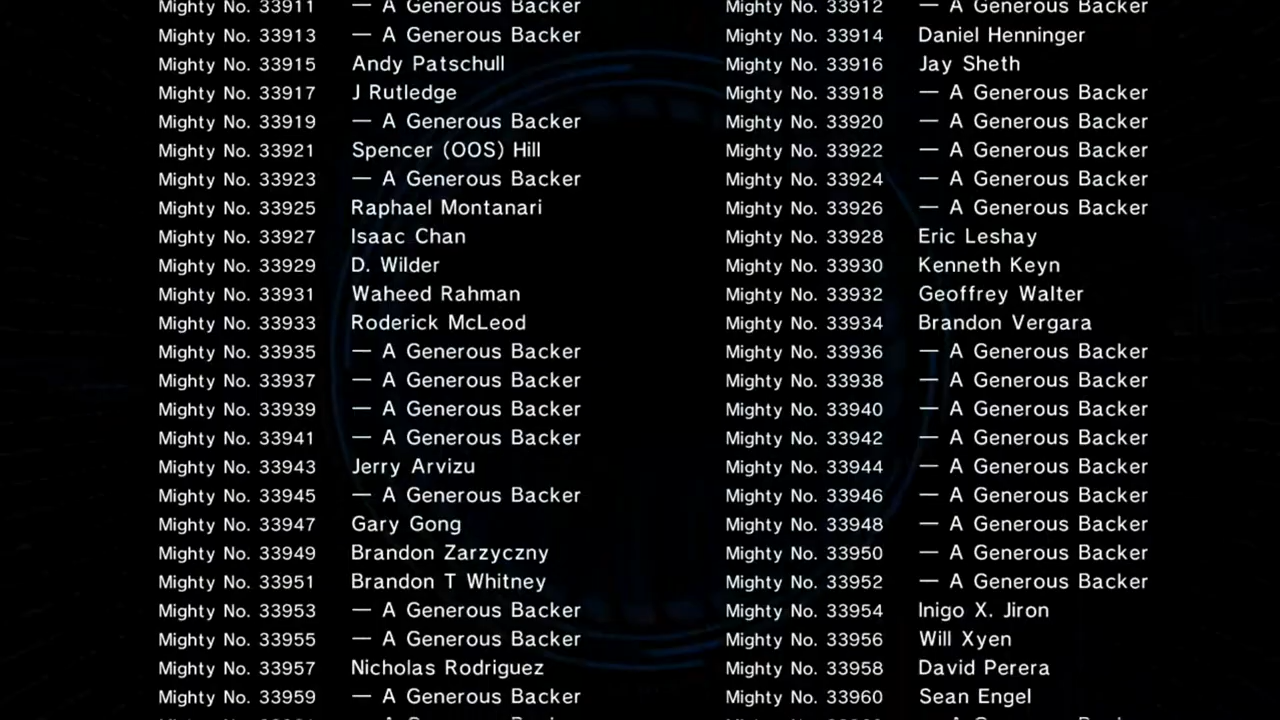 Mighty No. 33911 — A Generous Backer Mighty No. 33912 — A Generous Backer
Mighty No. 33913 — A Generous Backer Mighty No. 33914 Daniel Henninger
Mighty No. 33915 Andy Patschull Mighty No. 33916 Jay Sheth
Mighty No. 33917 J Rutledge Mighty No. 33918 — A Generous Backer
Mighty No. 33919 — A Generous Backer Mighty No. 33920 — A Generous Backer
Mighty No. 33921 Spencer (OOS) Hill Mighty No. 33922 — A Generous Backer
Mighty No. 33923 — A Generous Backer Mighty No. 33924 — A Generous Backer
Mighty No. 33925 Raphael Montanari Mighty No. 33926 — A Generous Backer
Mighty No. 33927 Isaac Chan Mighty No. 33928 Eric Leshay
Mighty No. 33929 D. Wilder Mighty No. 33930 Kenneth Keyn
Mighty No. 33931 Waheed Rahman Mighty No. 33932 Geoffrey Walter
Mighty No. 33933 Roderick McLeod Mighty No. 33934 Brandon Vergara
Mighty No. 33935 — A Generous Backer Mighty No. 33936 — A Generous Backer
Mighty No. 33937 — A Generous Backer Mighty No. 33938 — A Generous Backer
Mighty No. 33939 — A Generous Backer Mighty No. 33940 — A Generous Backer
Mighty No. 33941 — A Generous Backer Mighty No. 33942 — A Generous Backer
Mighty No. 33943 Jerry Arvizu Mighty No. 33944 — A Generous Backer
Mighty No. 33945 — A Generous Backer Mighty No. 33946 — A Generous Backer
Mighty No. 33947 Gary Gong Mighty No. 33948 — A Generous Backer
Mighty No. 33949 Brandon Zarzyczny Mighty No. 33950 — A Generous Backer
Mighty No. 33951 Brandon T Whitney Mighty No. 33952 — A Generous Backer
Mighty No. 33953 — A Generous Backer Mighty No. 33954 Inigo X. Jiron
Mighty No. 33955 — A Generous Backer Mighty No. 33956 Will Xyen
Mighty No. 33957 Nicholas Rodriguez Mighty No. 33958 David Perera
Mighty No. 33959 — A Generous Backer Mighty No. 33960 Sean Engel